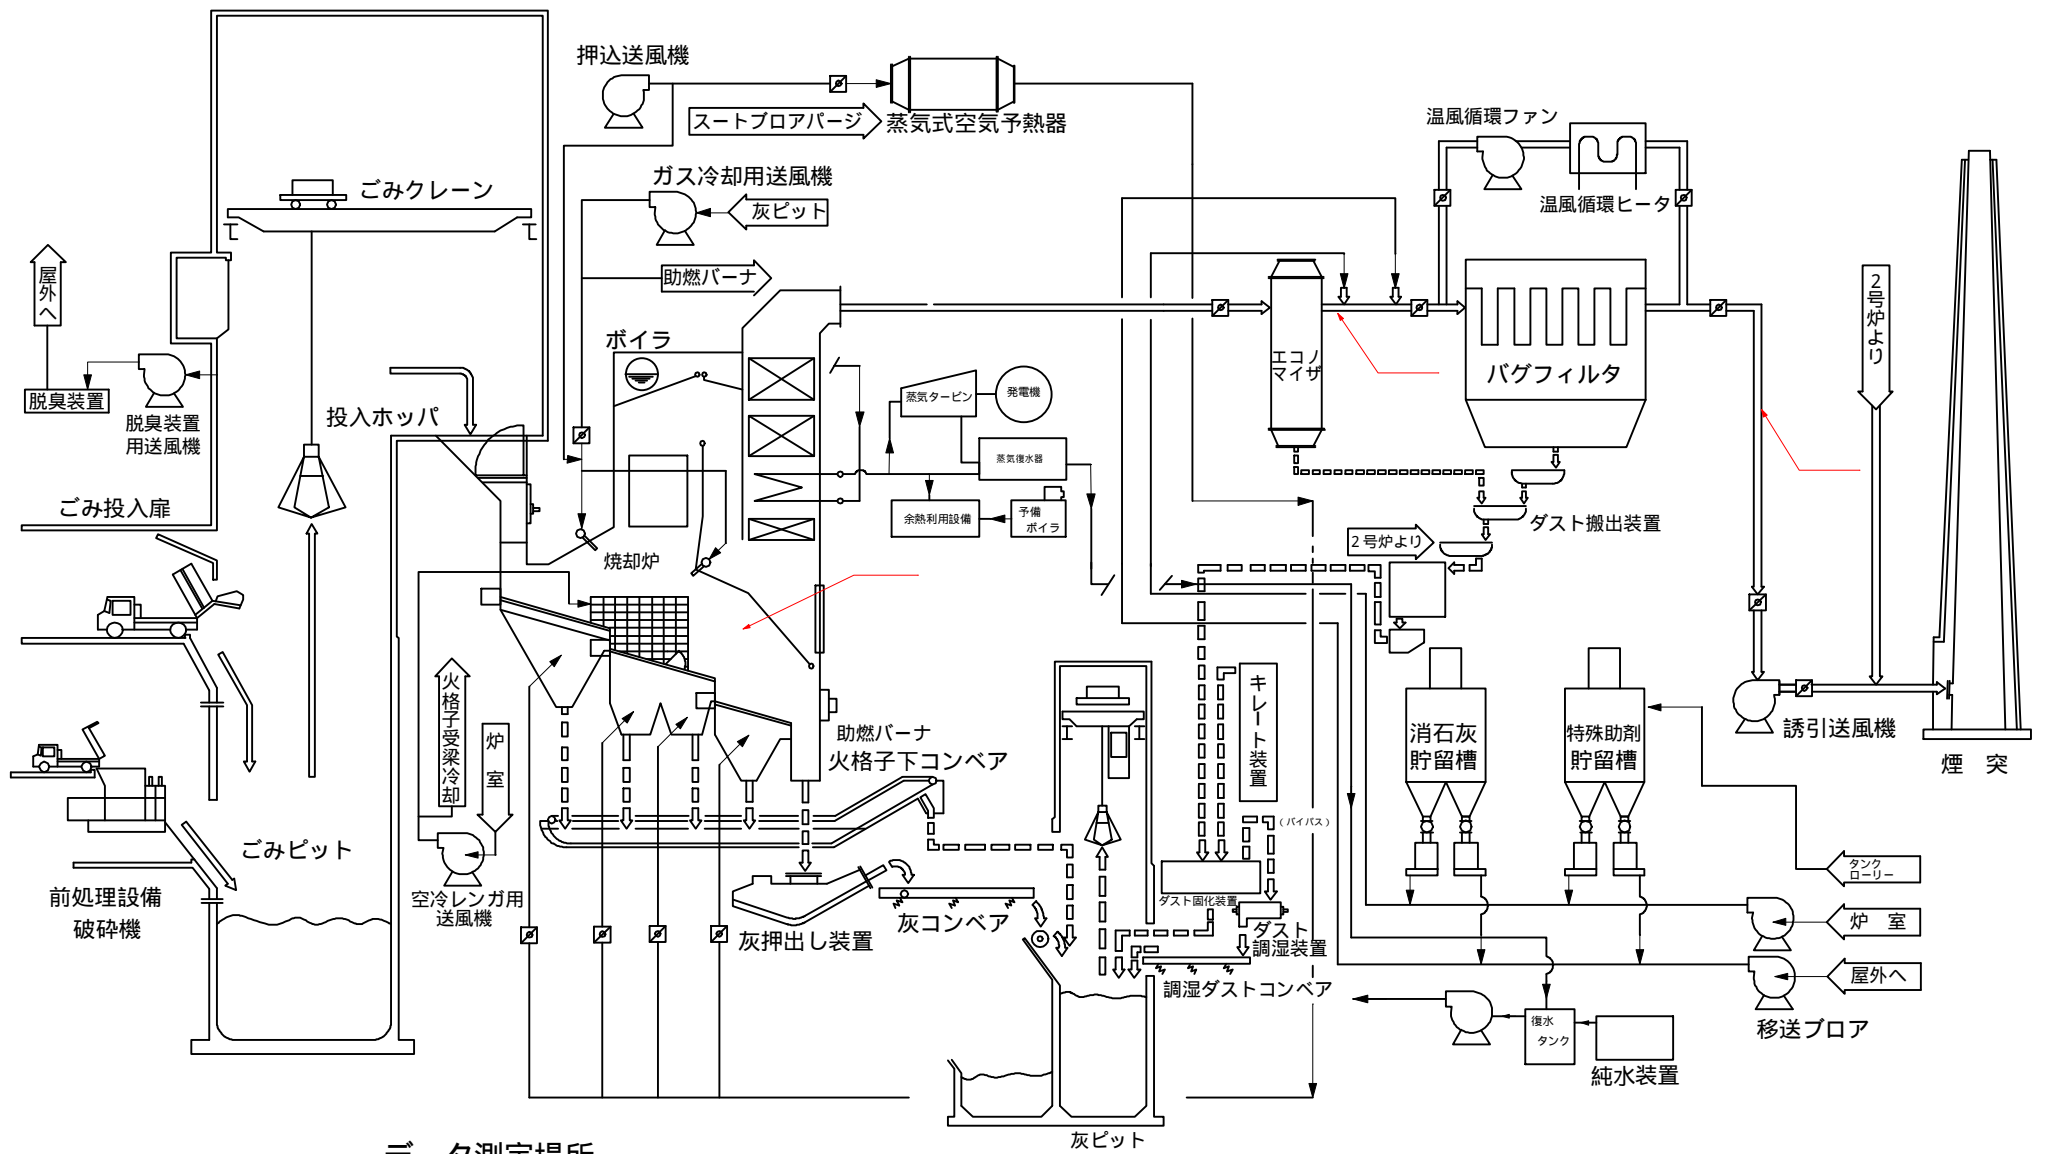 押込送風機
スートブロアパージ
蒸気式空気予熱器
温風循環ファン
温風循環ヒータ
ガス冷却用送風機
灰ピット
ごみクレーン
屋外へ
助燃バーナ
2号炉より
ボイラ
エコノ
マイザ
バグフィルタ
脱臭装置
脱臭装置
用送風機
投入ホッパ
蒸気タービン
発電機
蒸気復水器
余熱利用設備
予備
ボイラ
ごみ投入扉
焼却炉
2号炉より
ダスト搬出装置
火格子受梁冷却
炉室
キレート装置
消石灰
貯留槽
特殊助剤
貯留槽
誘引送風機
煙 突
助燃バーナ
火格子下コンベア
(バイパス)
ごみピット
前処理設備
破砕機
空冷レンガ用
送風機
灰押出し装置
灰コンベア
ダスト固化装置
ダスト
調湿装置
調湿ダストコンベア
タンク
ローリー
炉 室
屋外へ
移送ブロア
復水
タンク
純水装置
灰ピット